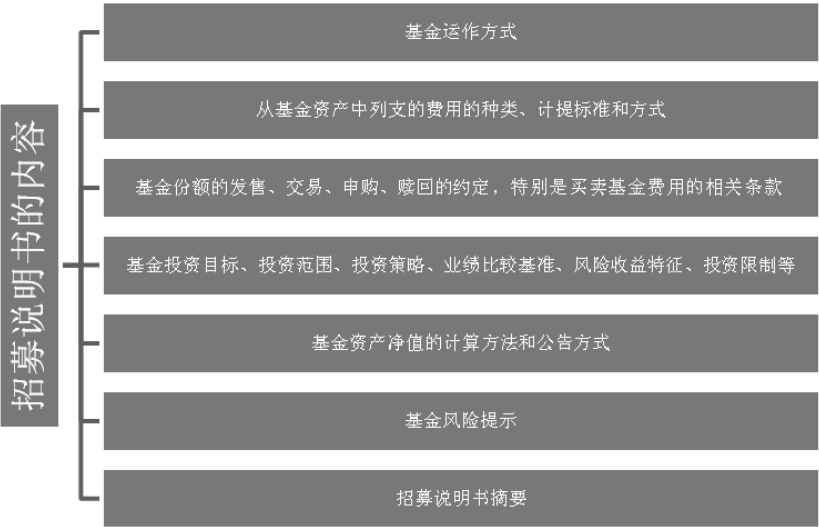 招募说明书的内容
基金运作方式
从基金资产中列支的费用的种类、计提标准和方式
基金份额的发售、交易、申购、赎回的约定，特别是买卖基金费用的相关条款
基金投资目标、投资范围、投资策略、业绩比较基准、风险收益特征、投资限制等
基金资产净值的计算方法和公告方式
基金风险提示
招募说明书摘要